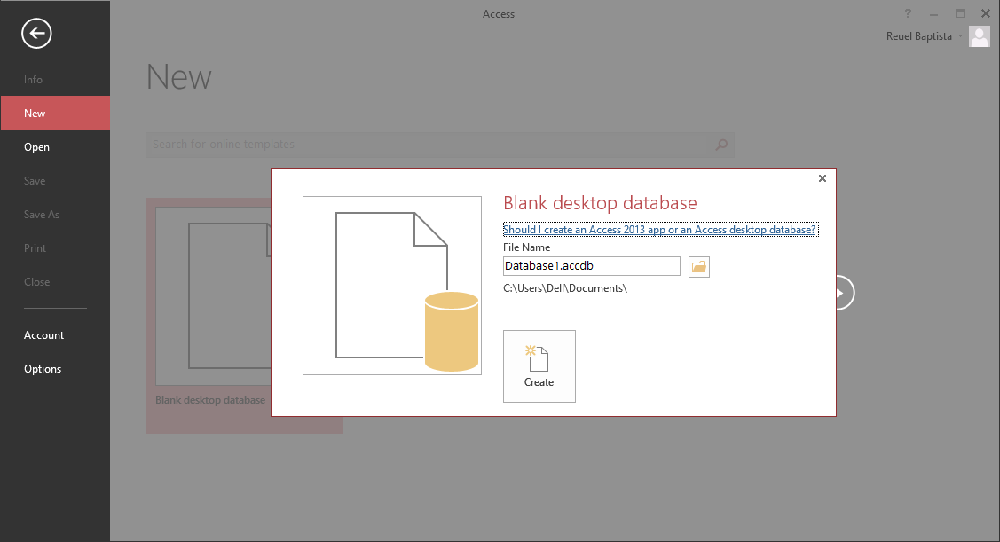 Access
?
Reuel Baptista
Info
New
Open
Save
Save As
Print
Close
Account
Options
New
Search for online templates
Blank desktop database
Blank desktop database
Should I create an Access 2013 app or an Access desktop database?
File Name
Database1.accdb
C:\Users\Dell\Documents\
Create